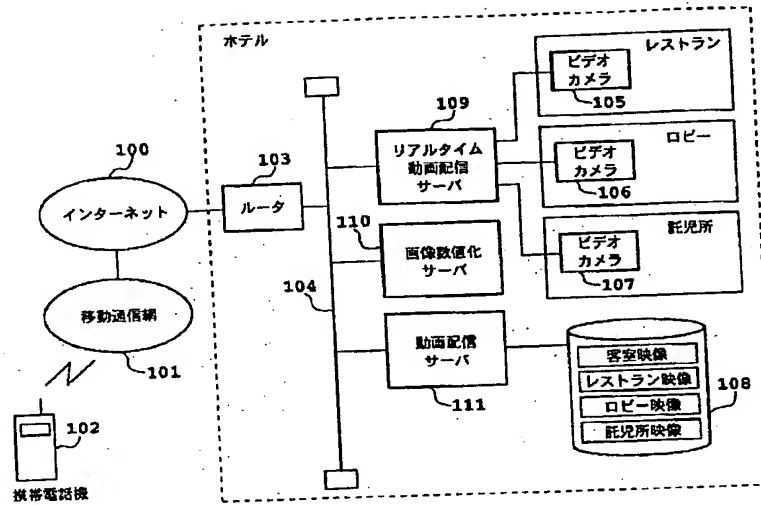 ホテル
レストラン
ビデオ
カメラ
105
109
リアルタイム
動画配信
サーバ
ロビー
ビデオ
カメラ
106
100
インターネット
103
ルータ
110
画像数値化
サーバ
託児所
ビデオ
カメラ
107
104
移動通信網
101
動画配信
サーバ
111
客室映像
レストラン映像
ロビー映像
託児所映像
108
102
携帯電話機